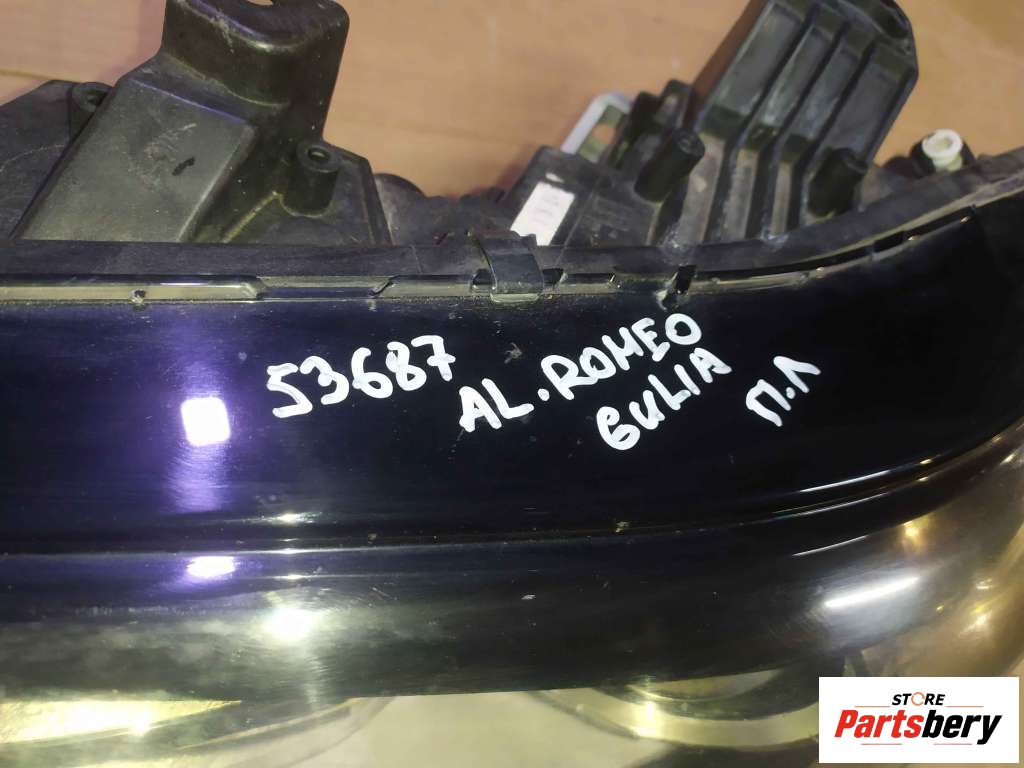 53687
AL. ROMEO
GULIA
П.Л
STORE
Partsbery